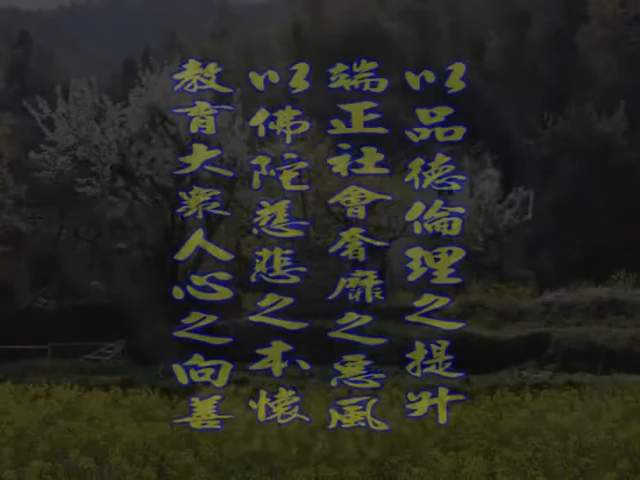 以品德倫理之提升
端正社會奢靡之惡風
以佛陀慈悲之本懷
教育大眾人心之向善